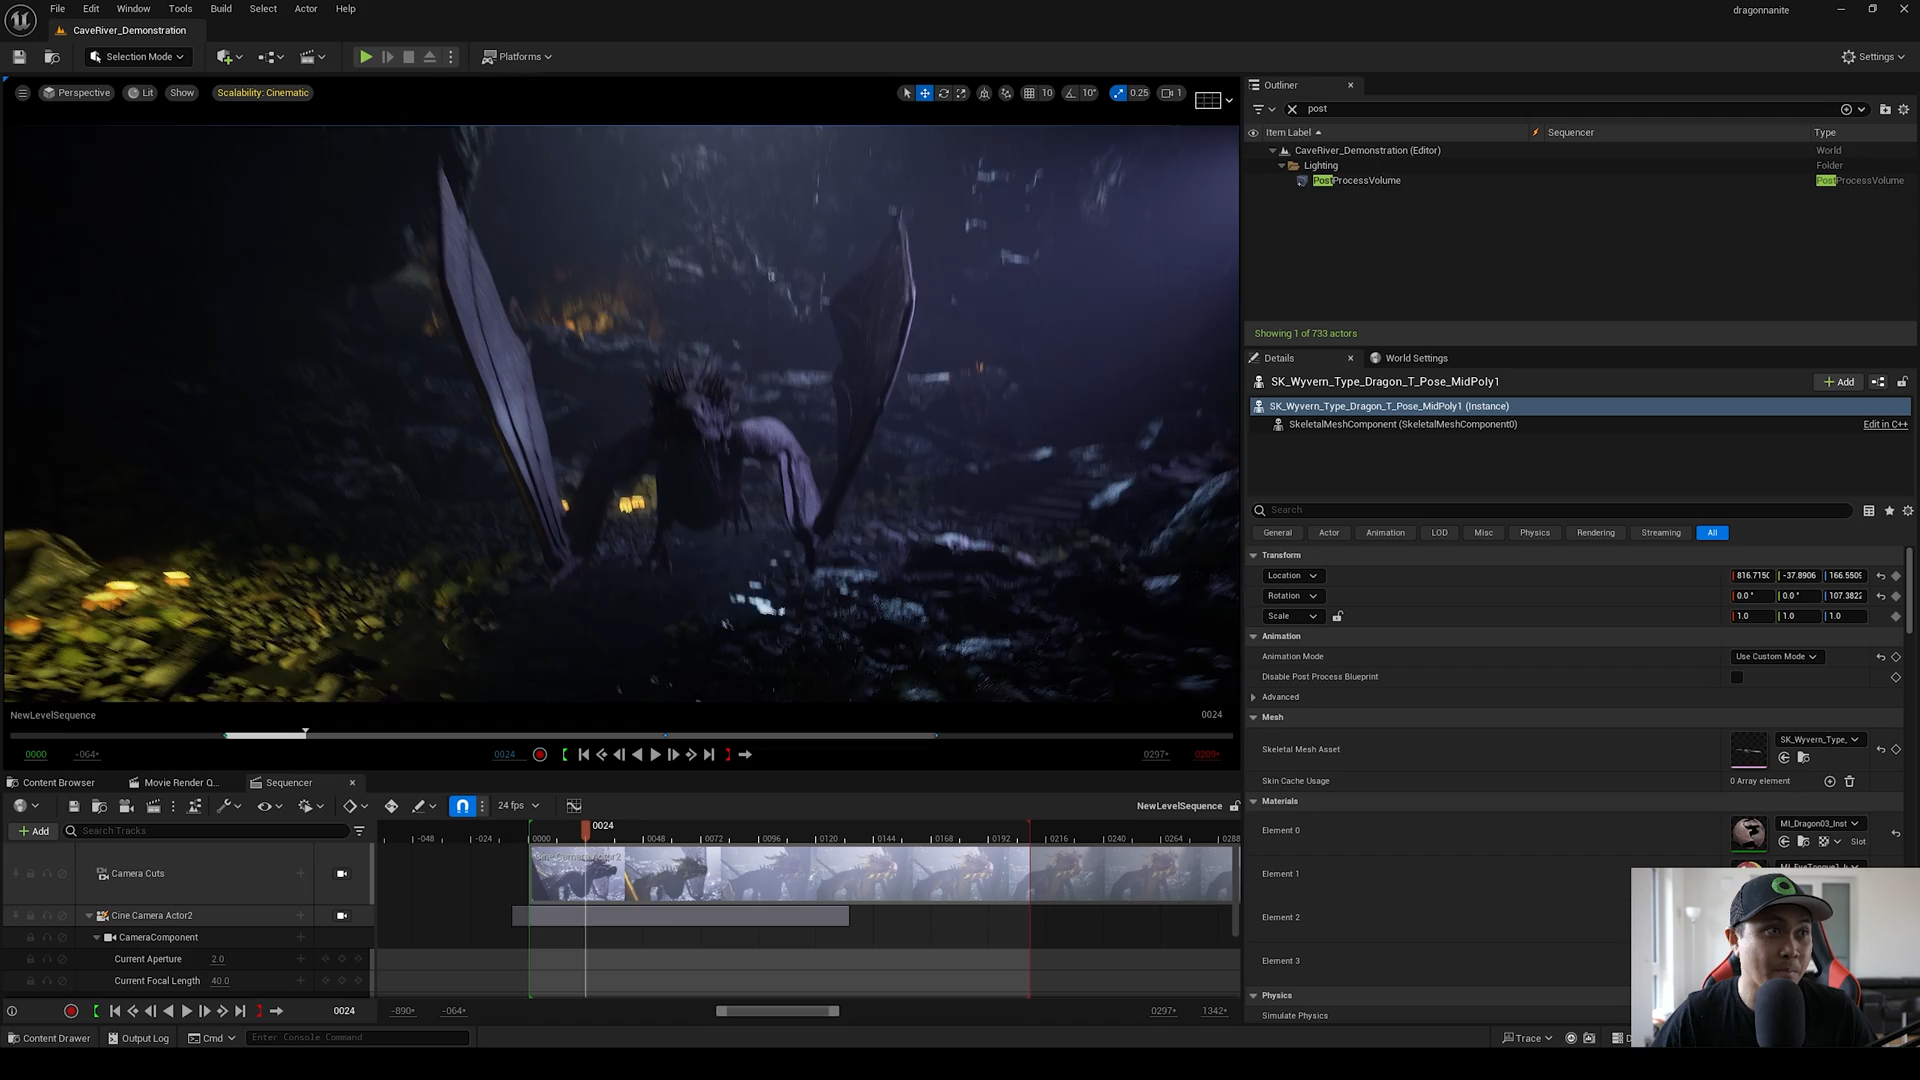 File Edit Window Tools Build Select Actor Help
dragonnanite
CaveRiver_Demonstration
Selection Mode
Platforms
Settings
Perspective Lit Show Scalability: Cinematic
10 10° 0.25 1
Outliner
post
Item Label Sequencer Type
CaveRiver_Demonstration (Editor) World
Lighting Folder
PostProcessVolume PostProcessVolume
Showing 1 of 733 actors
Details World Settings
SK_Wyvern_Type_Dragon_T_Pose_MidPoly1 Add
SK_Wyvern_Type_Dragon_T_Pose_MidPoly1 (Instance)
SkeletalMeshComponent (SkeletalMeshComponent0) Edit in C++
Search
General Actor Animation LOD Misc Physics Rendering Streaming All
Transform
Location 816.715( -37.8906 166.550
Rotation 0.0 ° 0.0 ° 107.382
Scale 1.0 1.0 1.0
Animation
Animation Mode Use Custom Mode
Disable Post Process Blueprint
Advanced
Mesh
Skeletal Mesh Asset SK_Wyvern_Type_
Skin Cache Usage 0 Array element
Materials
Element 0 MI_Dragon03_Inst
Slot
Element 1
Element 2
Element 3
Physics
Simulate Physics
NewLevelSequence 0024
0000 -064+ 0024 0297+ 0209+
Content Browser Movie Render Q... Sequencer
24 fps NewLevelSequence
Add Search Tracks
0024
-048 -024 0000 0048 0072 0096 0120 0144 0168 0192 0216 0240 0264 0288
Cine Camera Actor2
Camera Cuts
Cine Camera Actor2
CameraComponent
Current Aperture 2.0
Current Focal Length 40.0
0024 -890+ -064+ 0297+ 1342+
Content Drawer Output Log Cmd Enter Console Command
Trace